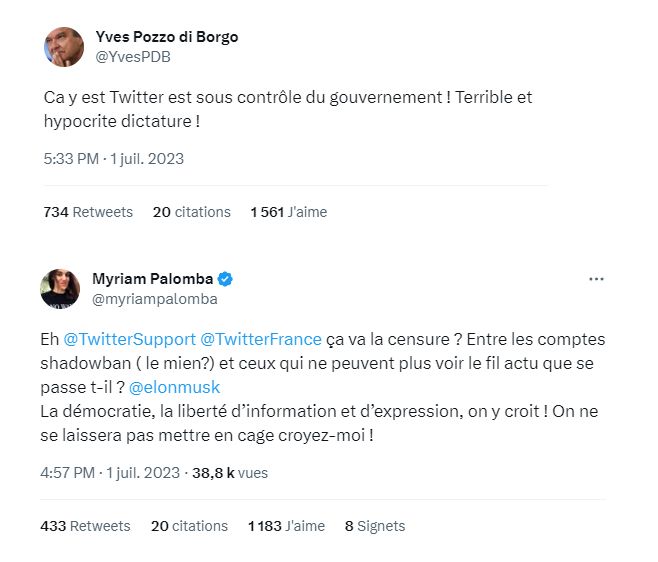 Yves Pozzo di Borgo
@YvesPDB
Ca y est Twitter est sous contrôle du gouvernement ! Terrible et
hypocrite dictature !
5:33 PM · 1 juil. 2023
734 Retweets 20 citations 1 561 J'aime
Myriam Palomba
@myriampalomba
Eh @TwitterSupport @TwitterFrance ça va la censure ? Entre les comptes
shadowban ( le mien?) et ceux qui ne peuvent plus voir le fil actu que se
passe t-il ? @elonmusk
La démocratie, la liberté d’information et d’expression, on y croit ! On ne
se laissera pas mettre en cage croyez-moi !
4:57 PM · 1 juil. 2023 · 38,8 k vues
433 Retweets 20 citations 1 183 J'aime 8 Signets